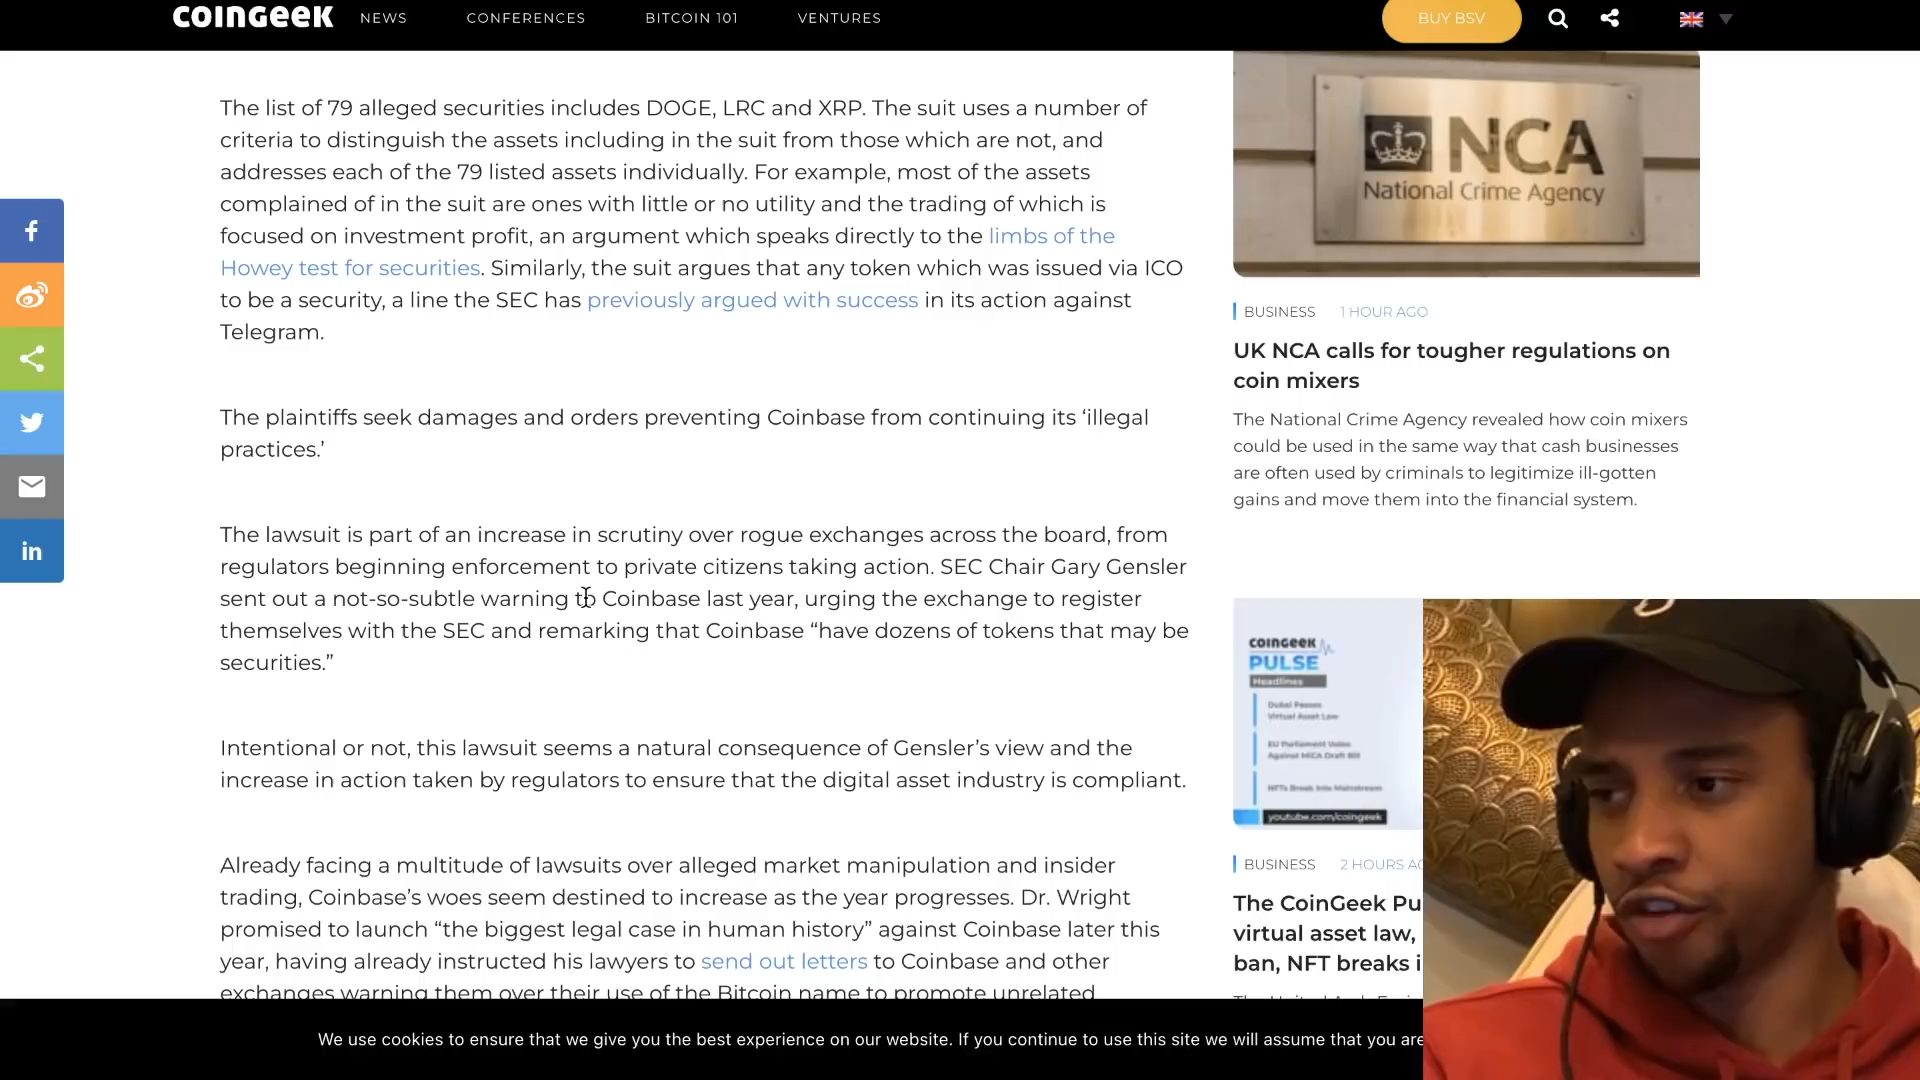 COINGEEK NEWS CONFERENCES BITCOIN 101 VENTURES BUY BSV
The list of 79 alleged securities includes DOGE, LRC and XRP. The suit uses a number of
criteria to distinguish the assets including in the suit from those which are not, and
addresses each of the 79 listed assets individually. For example, most of the assets
complained of in the suit are ones with little or no utility and the trading of which is
focused on investment profit, an argument which speaks directly to the limbs of the
Howey test for securities. Similarly, the suit argues that any token which was issued via ICO
to be a security, a line the SEC has previously argued with success in its action against
Telegram.
The plaintiffs seek damages and orders preventing Coinbase from continuing its ‘illegal
practices.’
The lawsuit is part of an increase in scrutiny over rogue exchanges across the board, from
regulators beginning enforcement to private citizens taking action. SEC Chair Gary Gensler
sent out a not-so-subtle warning to Coinbase last year, urging the exchange to register
themselves with the SEC and remarking that Coinbase “have dozens of tokens that may be
securities.”
Intentional or not, this lawsuit seems a natural consequence of Gensler’s view and the
increase in action taken by regulators to ensure that the digital asset industry is compliant.
Already facing a multitude of lawsuits over alleged market manipulation and insider
trading, Coinbase’s woes seem destined to increase as the year progresses. Dr. Wright
promised to launch “the biggest legal case in human history” against Coinbase later this
year, having already instructed his lawyers to send out letters to Coinbase and other
exchanges warning them over their use of the Bitcoin name to promote unrelated
NCA
National Crime Agency
BUSINESS 1 HOUR AGO
UK NCA calls for tougher regulations on
coin mixers
The National Crime Agency revealed how coin mixers
could be used in the same way that cash businesses
are often used by criminals to legitimize ill-gotten
gains and move them into the financial system.
COINGEEK
PULSE
Headlines
Dubai Passes
Virtual Asset Law
EU Parliament Votes
Against MiCA Draft Bill
NFTs Break Into Mainstream
youtube.com/coingeek
BUSINESS 2 HOURS AG
The CoinGeek Pu
virtual asset law,
ban, NFT breaks i
We use cookies to ensure that we give you the best experience on our website. If you continue to use this site we will assume that you are